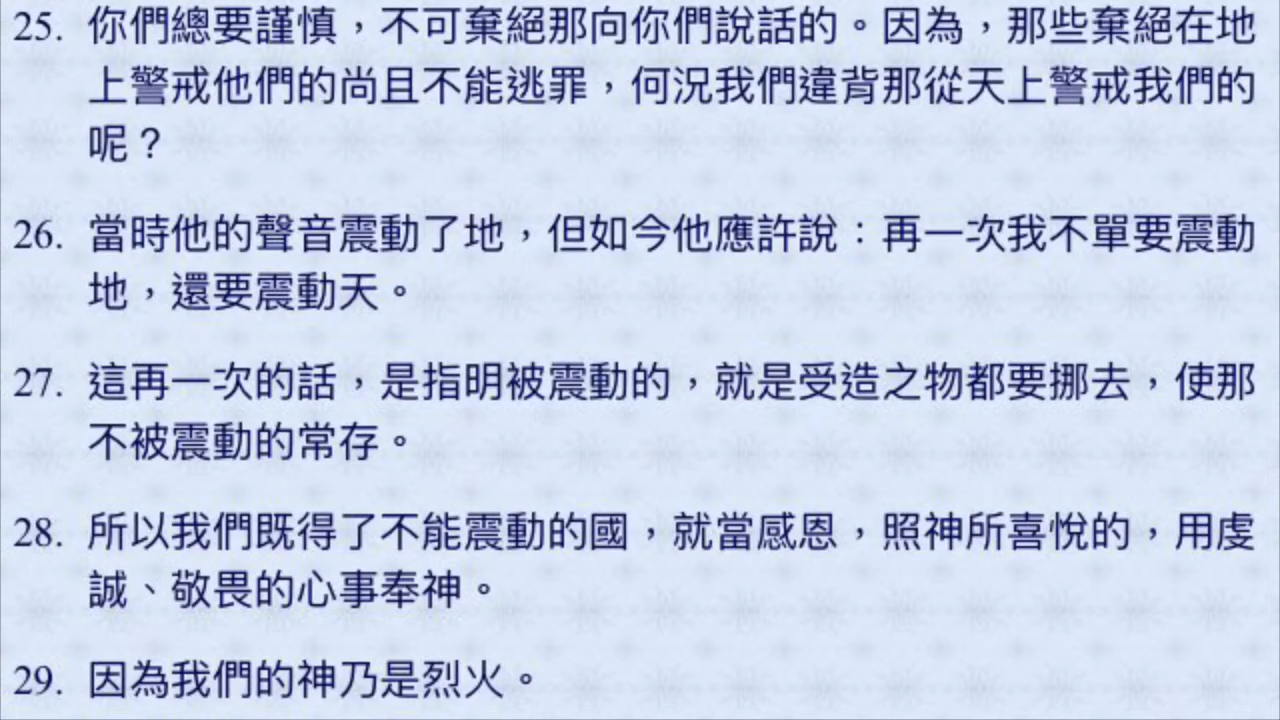 25. 你們總要謹慎，不可棄絕那向你們說話的。因為，那些棄絕在地
上警戒他們的尚且不能逃罪，何況我們違背那從天上警戒我們的
呢？
26. 當時他的聲音震動了地，但如今他應許說：再一次我不單要震動
地，還要震動天。
27. 這再一次的話，是指明被震動的，就是受造之物都要挪去，使那
不被震動的常存。
28. 所以我們既得了不能震動的國，就當感恩，照神所喜悅的，用虔
誠、敬畏的心事奉神。
29. 因為我們的神乃是烈火。